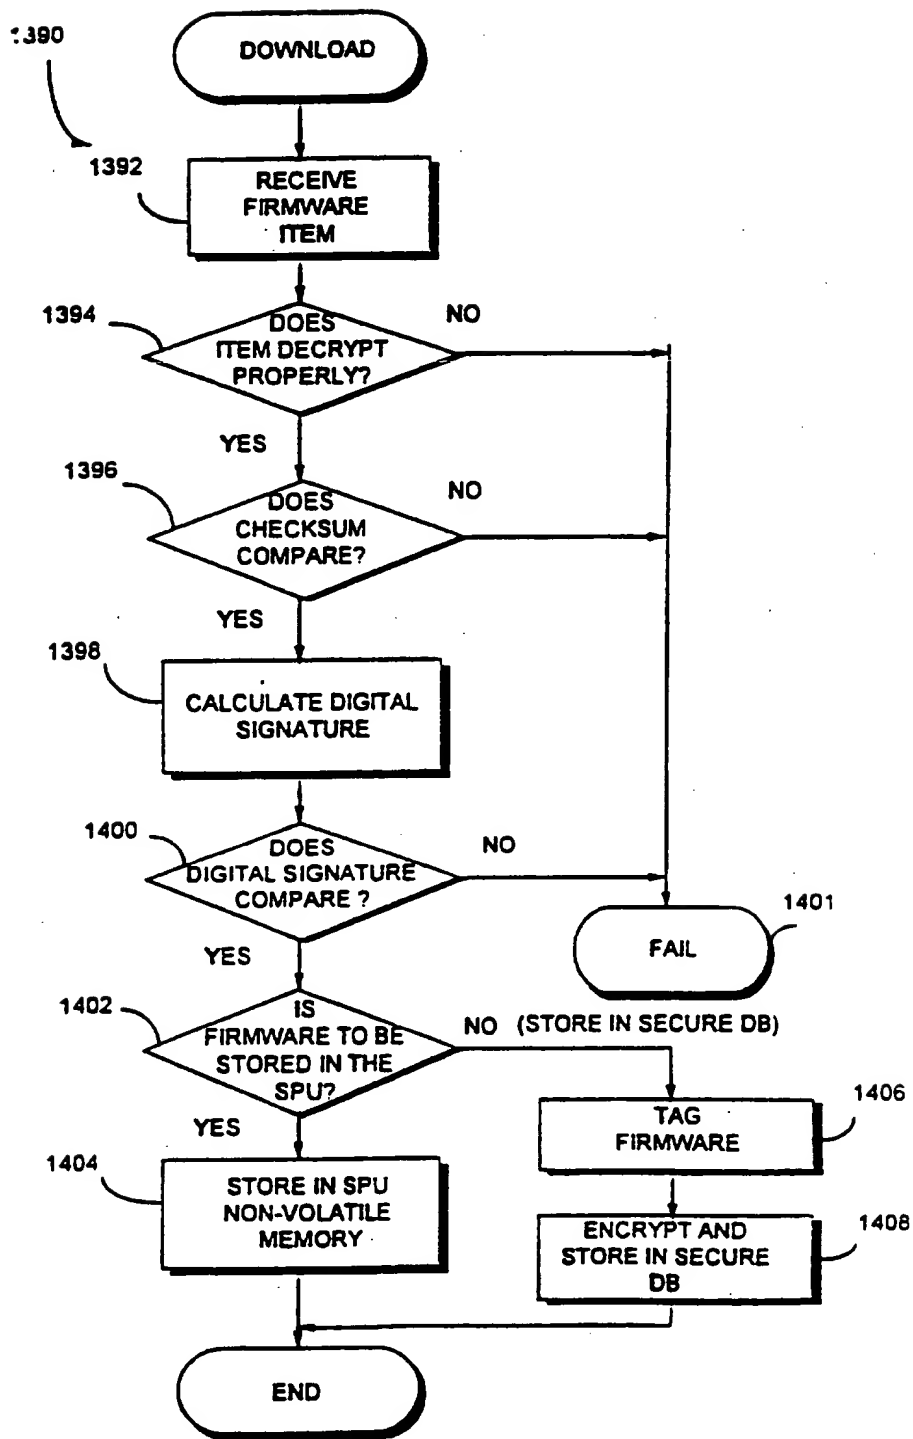 1390
DOWNLOAD
1392
RECEIVE
FIRMWARE
ITEM
1394
DOES
ITEM DECRYPT
PROPERLY?
NO
YES
1396
DOES
CHECKSUM
COMPARE?
NO
YES
1398
CALCULATE DIGITAL
SIGNATURE
1400
DOES
DIGITAL SIGNATURE
COMPARE ?
NO
1401
FAIL
YES
1402
IS
FIRMWARE TO BE
STORED IN THE
SPU?
NO (STORE IN SECURE DB)
YES
1406
TAG
FIRMWARE
1404
STORE IN SPU
NON-VOLATILE
MEMORY
1408
ENCRYPT AND
STORE IN SECURE
DB
END